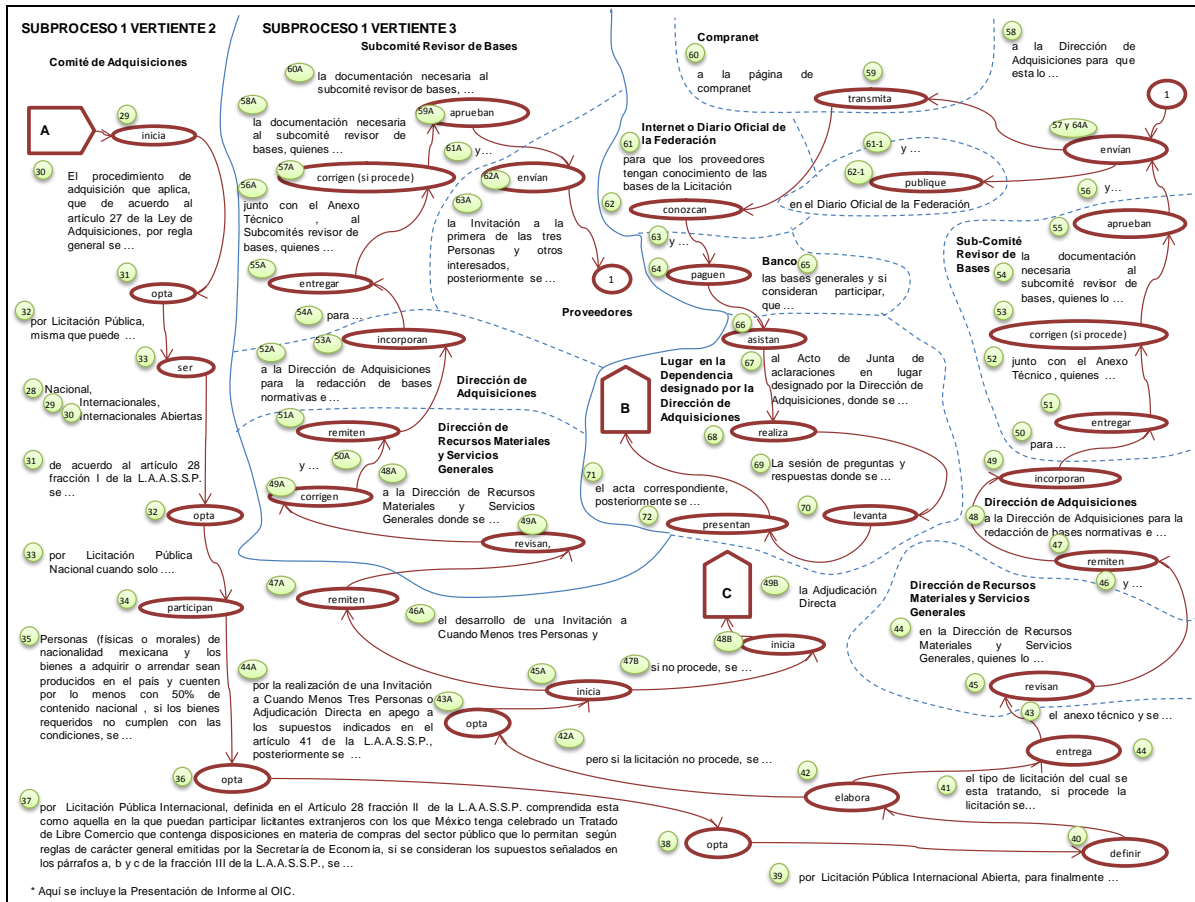 SUBPROCESO 1 VERTIENTE 2
Comité de Adquisiciones
A
29
inicia
30
El procedimiento de
adquisición que aplica,
que de acuerdo al
artículo 27 de la Ley de
Adquisiciones, por regla
general se ...
31
opta
32
por Licitación Pública,
misma que puede ...
33
ser
28
Nacional,
29
Internacionales,
30
Internacionales Abiertas
31
de acuerdo al artículo 28
fracción I de la L.A.A.S.S.P.
se ...
32
opta
33
por Licitación Pública
Nacional cuando solo ....
34
participan
35
Personas (físicas o morales) de
nacionalidad mexicana y los
bienes a adquirir o arrendar sean
producidos en el país y cuenten
por lo menos con 50% de
contenido nacional , si los bienes
requeridos no cumplen con las
condiciones, se ...
36
opta
37
por Licitación Pública Internacional, definida en el Artículo 28 fracción II de la L.A.A.S.S.P. comprendida esta
como aquella en la que puedan participar licitantes extranjeros con los que México tenga celebrado un Tratado
de Libre Comercio que contenga disposiciones en materia de compras del sector público que lo permitan según
reglas de carácter general emitidas por la Secretaría de Economía, si se consideran los supuestos señalados en
los párrafos a, b y c de la fracción III de la L.A.A.S.S.P., se ...
* Aquí se incluye la Presentación de Informe al OIC.
38
opta
39
por Licitación Pública Internacional Abierta, para finalmente ...
40
definir
41
el tipo de licitación del cual se
esta tratando, si procede la
licitación se...
42
elabora
42A
pero si la licitación no procede, se ...
43A
opta
44A
por la realización de una Invitación
a Cuando Menos Tres Personas o
Adjudicación Directa en apego a
los supuestos indicados en el
artículo 41 de la L.A.A.S.S.P.,
posteriormente se ...
45A
inicia
46A
el desarrollo de una Invitación a
Cuando Menos tres Personas y
47B
si no procede, se ...
48B
inicia
49B
la Adjudicación
Directa
C
47A
remiten
SUBPROCESO 1 VERTIENTE 3
Subcomité Revisor de Bases
60A
la documentación necesaria al
subcomité revisor de bases, ...
58A
la documentación necesaria
al subcomité revisor de
bases, quienes ...
59A
aprueban
57A
corrigen (si procede)
61A
y...
62A
envían
56A
junto con el Anexo
Técnico , al
Subcomités revisor de
bases, quienes ...
63A
la Invitación a la
primera de las tres
Personas y otros
interesados,
posteriormente se ...
1
55A
entregar
54A
para ...
53A
incorporan
52A
a la Dirección de Adquisiciones
para la redacción de bases
normativas e ...
Proveedores
Dirección de
Adquisiciones
51A
remiten
Dirección de
Recursos Materiales
y Servicios
Generales
y ...
50A
48A
a la Dirección de Recursos
Materiales y Servicios
Generales donde se ...
49A
corrigen
49A
revisan,
Compranet
60
a la página de
compranet
59
transmita
58
a la Dirección de
Adquisiciones para que
esta lo ...
1
57 y 64A
envían
61
Internet o Diario Oficial de
la Federación
para que los proveedores
tengan conocimiento de las
bases de la Licitación
61-1
y ...
62-1
publique
en el Diario Oficial de la Federación
56
y...
55
aprueban
62
conozcan
63
y ...
64
paguen
Banco
65
las bases generales y si
consideran participar,
que ...
Sub-Comité
Revisor de
Bases
54
la documentación
necesaria al
subcomité revisor de
bases, quienes lo ...
53
corrigen (si procede)
52
junto con el Anexo
Técnico , quienes ...
66
asistan
67
al Acto de Junta de
aclaraciones en lugar
designado por la Dirección de
Adquisiciones, donde se ...
Lugar en la
Dependencia
designado por la
Dirección de
Adquisiciones
B
68
realiza
69
La sesión de preguntas y
respuestas donde se ...
70
levanta
71
el acta correspondiente,
posteriormente se ...
72
presentan
51
entregar
50
para ...
49
incorporan
Dirección de Adquisiciones
48
a la Dirección de Adquisiciones para la
redacción de bases normativas e ...
47
remiten
46
y ...
Dirección de Recursos
Materiales y Servicios
Generales
44
en la Dirección de Recursos
Materiales y Servicios
Generales, quienes lo ...
45
revisan
43
el anexo técnico y se ...
entrega
44